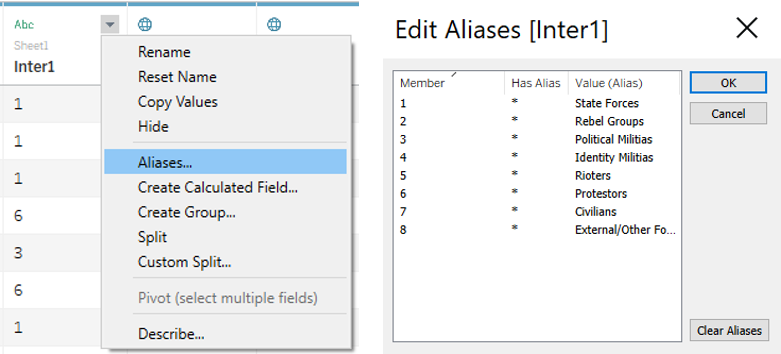 Abc
Sheet1
Inter1
1
1
1
6
3
6
1
Rename
Reset Name
Copy Values
Hide
Aliases...
Create Calculated Field...
Create Group...
Split
Custom Split...
Pivot (select multiple fields)
Describe...
Edit Aliases [Inter1]
Member Has Alias Value (Alias)
1 * State Forces
2 * Rebel Groups
3 * Political Militias
4 * Identity Militias
5 * Rioters
6 * Protestors
7 * Civilians
8 * External/Other Fo...
OK
Cancel
Clear Aliases